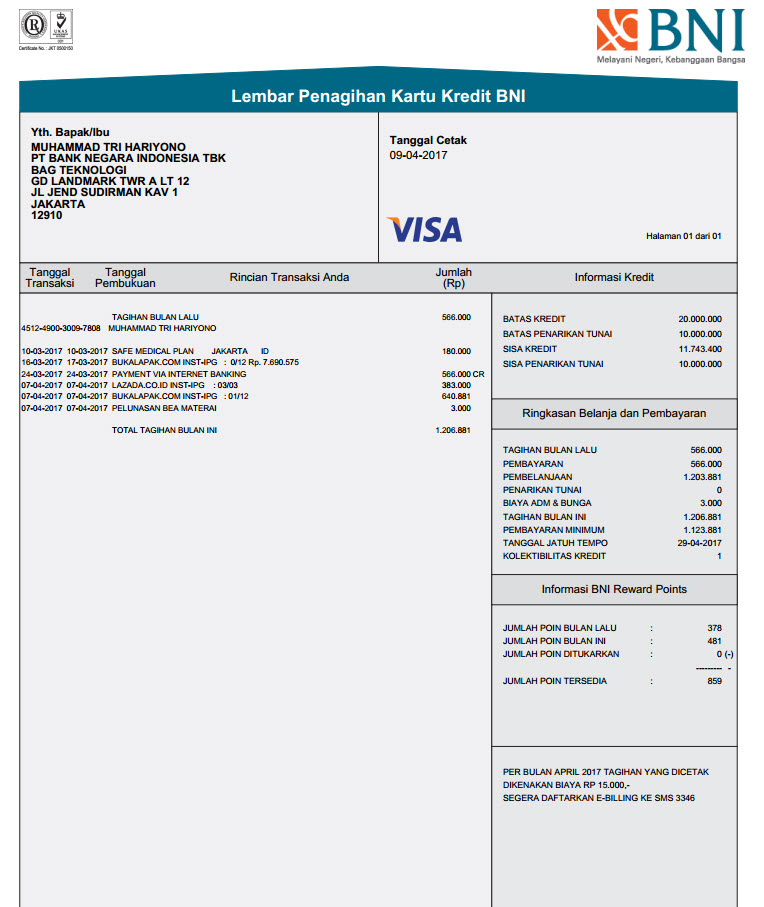 R
UKAS
Certificate No. : JKT 0500153
BNI
Melayani Negeri, Kebanggaan Bangsa
Lembar Penagihan Kartu Kredit BNI
Yth. Bapak/Ibu
MUHAMMAD TRI HARIYONO
PT BANK NEGARA INDONESIA TBK
BAG TEKNOLOGI
GD LANDMARK TWR A LT 12
JL JEND SUDIRMAN KAV 1
JAKARTA
12910
Tanggal Cetak
09-04-2017
VISA
Halaman 01 dari 01
Tanggal Transaksi Tanggal Pembukuan Rincian Transaksi Anda Jumlah (Rp)
TAGIHAN BULAN LALU 566.000
4512-4900-3009-7808 MUHAMMAD TRI HARIYONO
10-03-2017 10-03-2017 SAFE MEDICAL PLAN JAKARTA ID 180.000
16-03-2017 17-03-2017 BUKALAPAK.COM INST-IPG : 0/12 Rp. 7.690.575
24-03-2017 24-03-2017 PAYMENT VIA INTERNET BANKING 566.000 CR
07-04-2017 07-04-2017 LAZADA.CO.ID INST-IPG : 03/03 383.000
07-04-2017 07-04-2017 BUKALAPAK.COM INST-IPG : 01/12 640.881
07-04-2017 07-04-2017 PELUNASAN BEA MATERAI 3.000
TOTAL TAGIHAN BULAN INI 1.206.881
Informasi Kredit
BATAS KREDIT 20.000.000
BATAS PENARIKAN TUNAI 10.000.000
SISA KREDIT 11.743.400
SISA PENARIKAN TUNAI 10.000.000
Ringkasan Belanja dan Pembayaran
TAGIHAN BULAN LALU 566.000
PEMBAYARAN 566.000
PEMBELANJAAN 1.203.881
PENARIKAN TUNAI 0
BIAYA ADM & BUNGA 3.000
TAGIHAN BULAN INI 1.206.881
PEMBAYARAN MINIMUM 1.123.881
TANGGAL JATUH TEMPO 29-04-2017
KOLEKTIBILITAS KREDIT 1
Informasi BNI Reward Points
JUMLAH POIN BULAN LALU : 378
JUMLAH POIN BULAN INI : 481
JUMLAH POIN DITUKARKAN : 0 (-)
--------- -
JUMLAH POIN TERSEDIA : 859
PER BULAN APRIL 2017 TAGIHAN YANG DICETAK
DIKENAKAN BIAYA RP 15.000,-
SEGERA DAFTARKAN E-BILLING KE SMS 3346